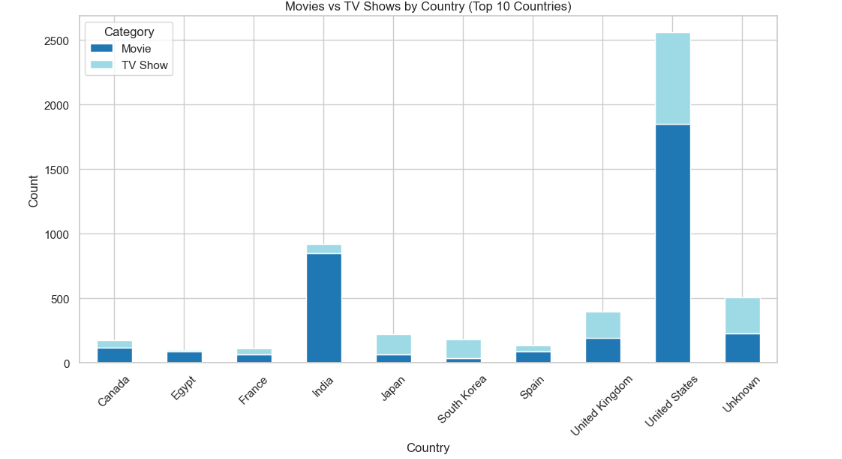 Movies vs TV Shows by Country (Top 10 Countries)
Category
Movie
TV Show
2500
2000
1500
1000
500
0
Count
Canada
Egypt
France
India
Japan
South Korea
Spain
United Kingdom
United States
Unknown
Country